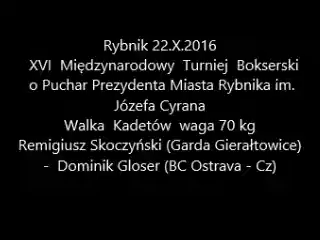 Rybnik 22.X.2016
XVI Międzynarodowy Turniej Bokserski
o Puchar Prezydenta Miasta Rybnika im.
Józefa Cyrana
Walka Kadetów waga 70 kg
Remigiusz Skoczyński (Garda Gierałtowice)
- Dominik Gloser (BC Ostrava - Cz)